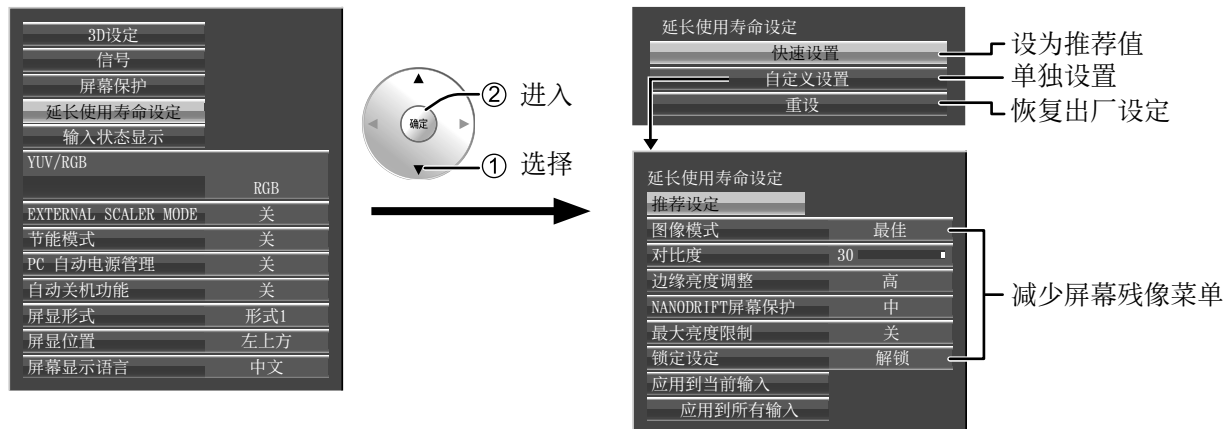 3D设定
信号
屏幕保护
延长使用寿命设定
输入状态显示
YUV/RGB
RGB
EXTERNAL SCALER MODE 关
节能模式 关
PC 自动电源管理 关
自动关机功能 关
屏显形式 形式1
屏显位置 左上方
屏幕显示语言 中文
确定
② 进入
① 选择
延长使用寿命设定
快速设置
自定义设置
重设
设为推荐值
单独设置
恢复出厂设定
延长使用寿命设定
推荐设定
图像模式 最佳
对比度 30
边缘亮度调整 高
NANODRIFT屏幕保护 中
最大亮度限制 关
锁定设定 解锁
应用到当前输入
应用到所有输入
减少屏幕残像菜单